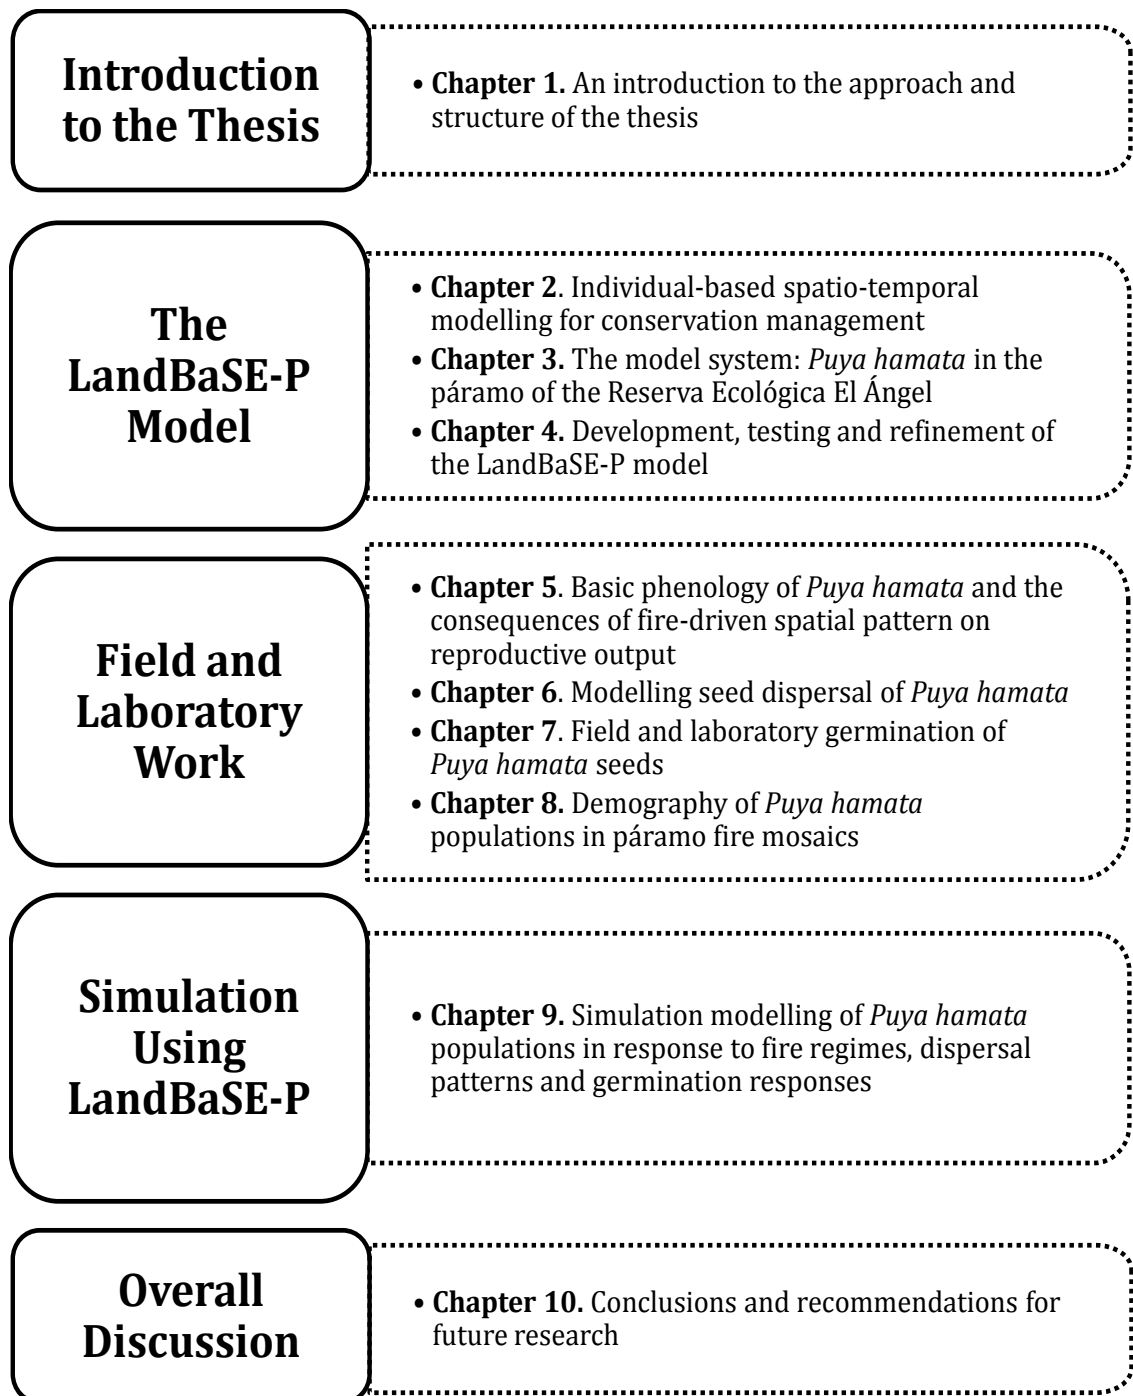 Introduction
to the Thesis
• Chapter 1. An introduction to the approach and
structure of the thesis
The
LandBaSE-P
Model
• Chapter 2. Individual-based spatio-temporal
modelling for conservation management
• Chapter 3. The model system: Puya hamata in the
páramo of the Reserva Ecológica El Ángel
• Chapter 4. Development, testing and refinement of
the LandBaSE-P model
Field and
Laboratory
Work
• Chapter 5. Basic phenology of Puya hamata and the
consequences of fire-driven spatial pattern on
reproductive output
• Chapter 6. Modelling seed dispersal of Puya hamata
• Chapter 7. Field and laboratory germination of
Puya hamata seeds
• Chapter 8. Demography of Puya hamata
populations in páramo fire mosaics
Simulation
Using
LandBaSE-P
• Chapter 9. Simulation modelling of Puya hamata
populations in response to fire regimes, dispersal
patterns and germination responses
Overall
Discussion
• Chapter 10. Conclusions and recommendations for
future research